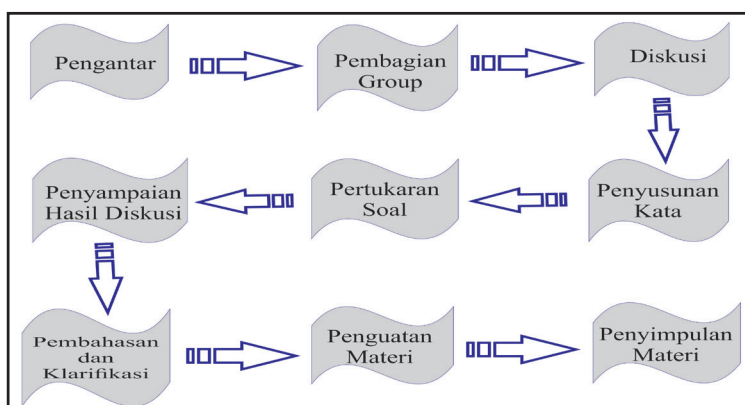 Pengantar
Pembagian
Group
Diskusi
Penyusunan
Kata
Pertukaran
Soal
Penyampaian
Hasil Diskusi
Pembahasan
dan
Klarifikasi
Penguatan
Materi
Penyimpulan
Materi